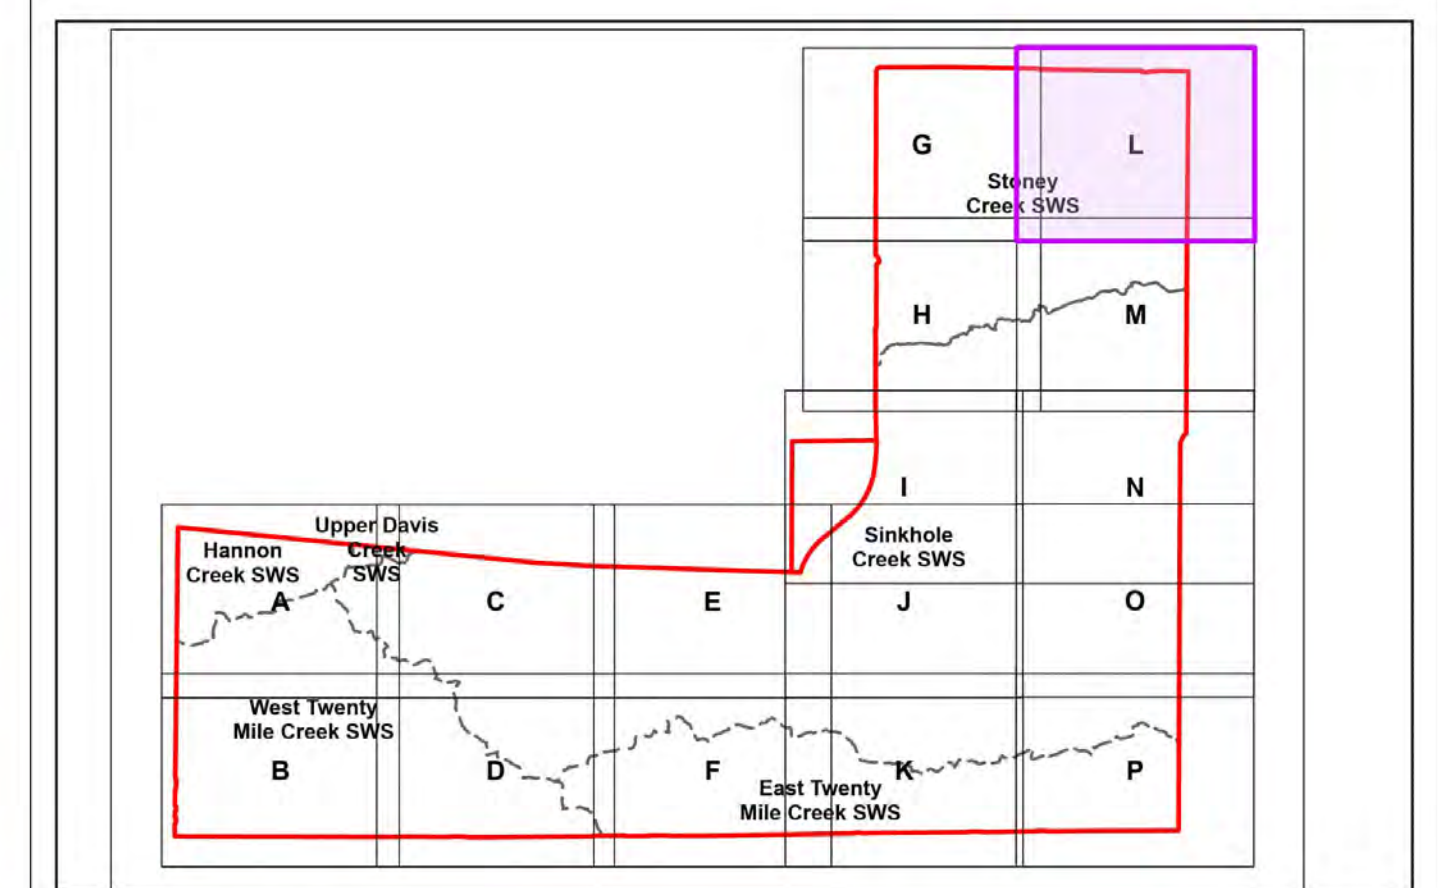 G
L
Stoney
Creek SWS
H
M
I
N
Upper Davis
Creek
SWS
Hannon
Creek SWS
Sinkhole
Creek SWS
A
C
E
J
O
West Twenty
Mile Creek SWS
B
D
F
K
P
East Twenty
Mile Creek SWS